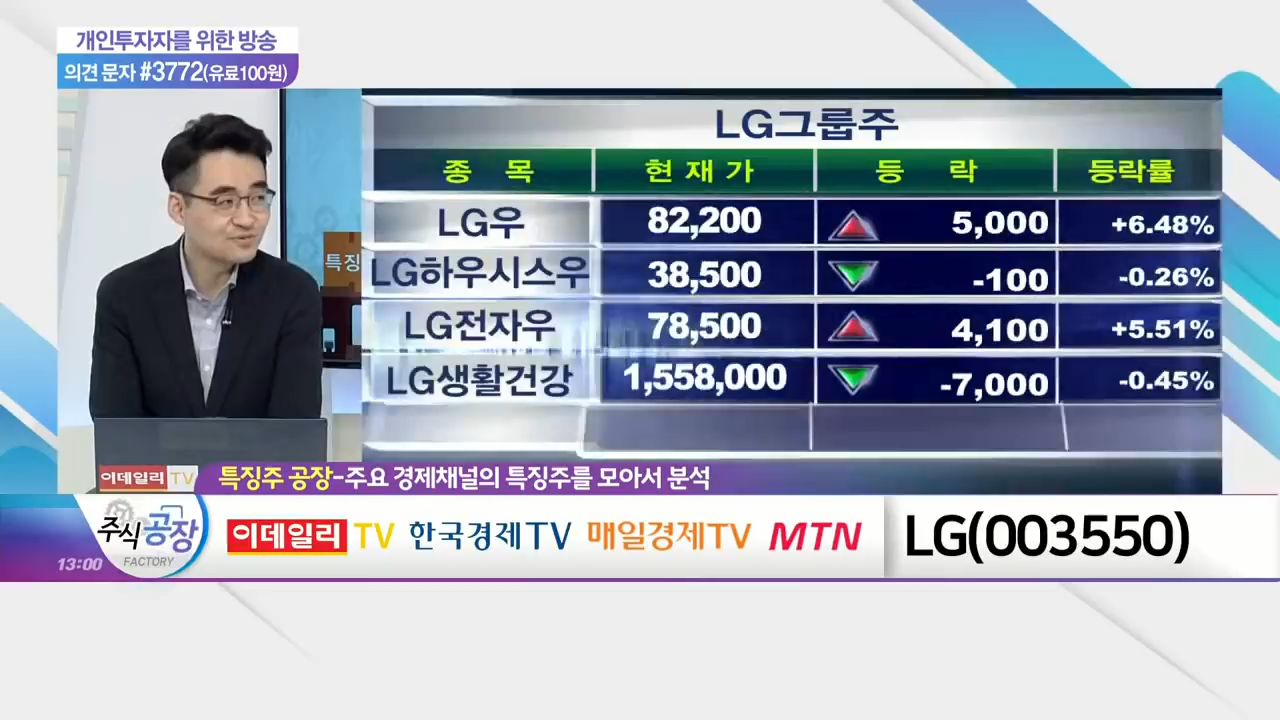 개인투자자를 위한 방송
의견 문자 #3772(유료100원)
특징
LG그룹주
종 목 현 재 가 등 락 등락률
LG우 82,200 5,000 +6.48%
LG하우시스우 38,500 -100 -0.26%
LG전자우 78,500 4,100 +5.51%
LG생활건강 1,558,000 -7,000 -0.45%
이데일리 TV 특징주 공장-주요 경제채널의 특징주를 모아서 분석
주식 공장 FACTORY
13:00
이데일리 TV 한국경제TV 매일경제TV MTN
LG(003550)